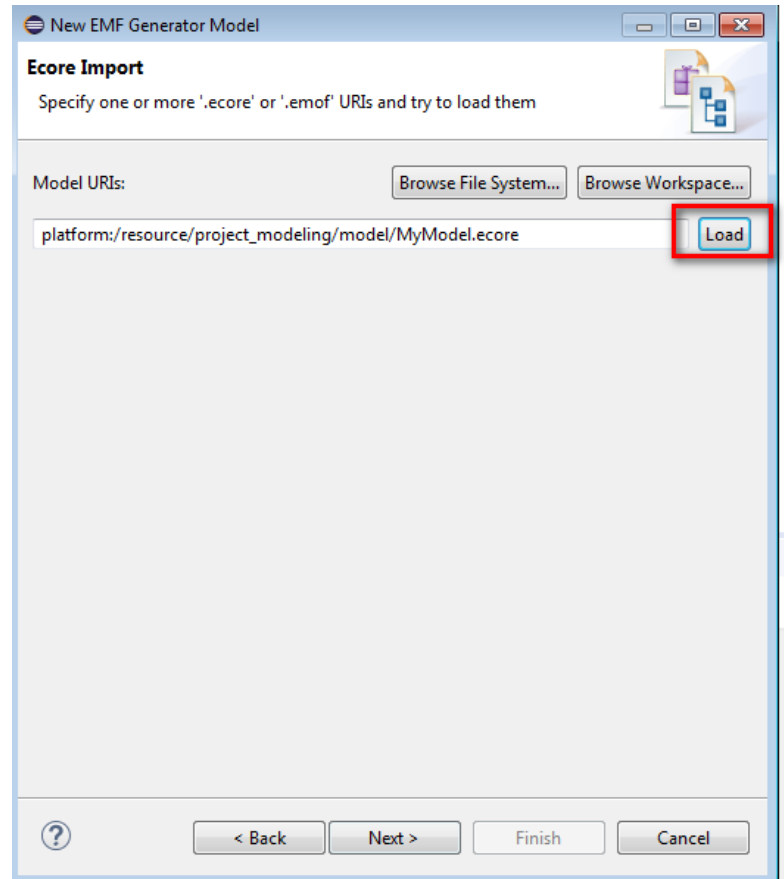 New EMF Generator Model
Ecore Import
Specify one or more '.ecore' or '.emof' URIs and try to load them
Model URIs:
Browse File System...
Browse Workspace...
platform:/resource/project_modeling/model/MyModel.ecore
Load
?
< Back
Next >
Finish
Cancel